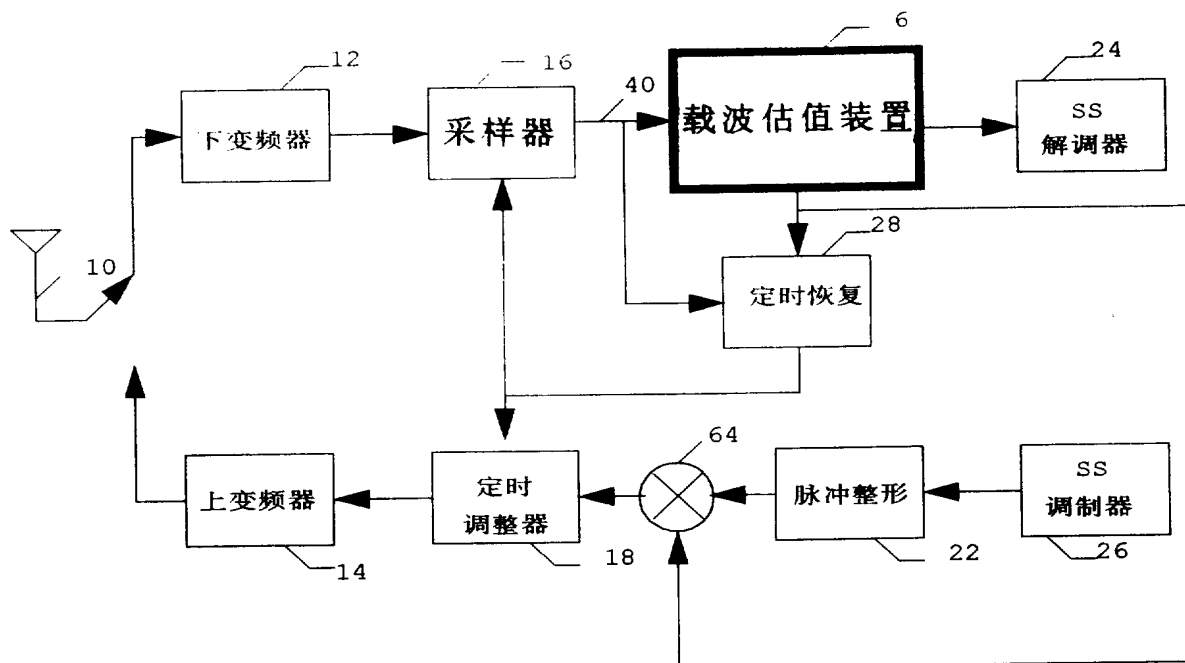 6
12
16
24
40
下变频器
采样器
载波估值装置
SS
解调器
28
10
定时恢复
64
上变频器
定时
调整器
脉冲整形
SS
调制器
14
18
22
26